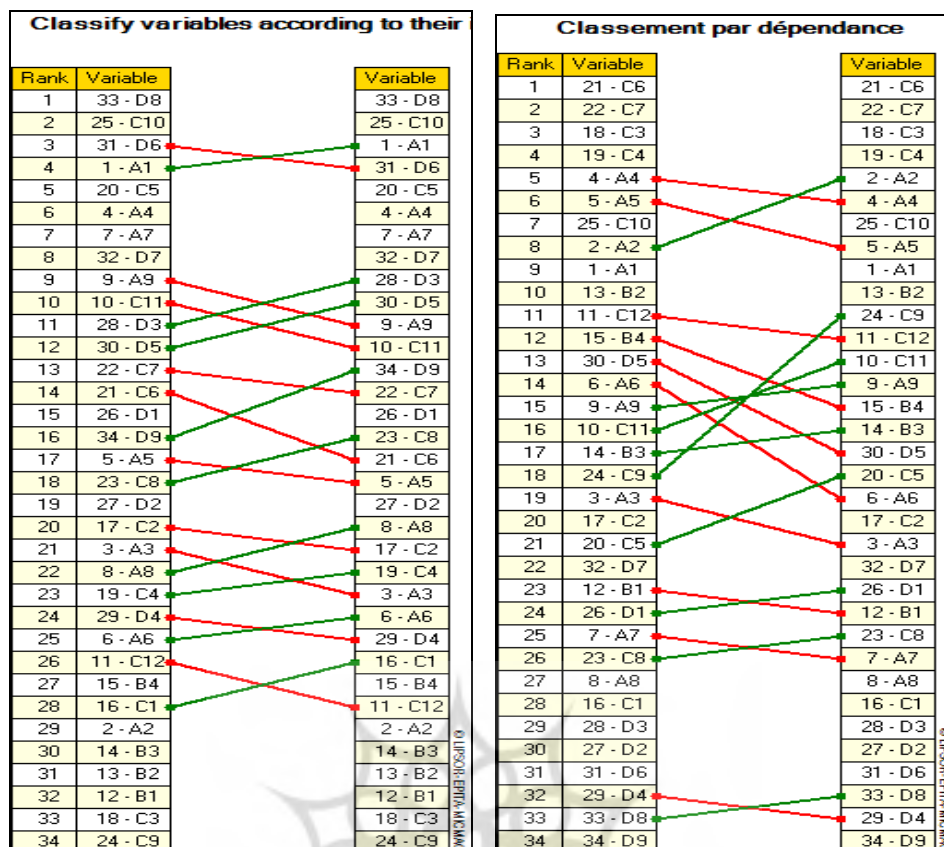 Classify variables according to their i
Rank Variable Variable
1 33 - D8 33 - D8
2 25 - C10 25 - C10
3 31 - D6 1 - A1
4 1 - A1 31 - D6
5 20 - C5 20 - C5
6 4 - A4 4 - A4
7 7 - A7 7 - A7
8 32 - D7 32 - D7
9 9 - A9 28 - D3
10 10 - C11 30 - D5
11 28 - D3 9 - A9
12 30 - D5 10 - C11
13 22 - C7 34 - D9
14 21 - C6 22 - C7
15 26 - D1 26 - D1
16 34 - D9 23 - C8
17 5 - A5 21 - C6
18 23 - C8 5 - A5
19 27 - D2 27 - D2
20 17 - C2 8 - A8
21 3 - A3 17 - C2
22 8 - A8 19 - C4
23 19 - C4 3 - A3
24 29 - D4 6 - A6
25 6 - A6 29 - D4
26 11 - C12 16 - C1
27 15 - B4 15 - B4
28 16 - C1 11 - C12
29 2 - A2 2 - A2
30 14 - B3 14 - B3
31 13 - B2 13 - B2
32 12 - B1 12 - B1
33 18 - C3 18 - C3
34 24 - C9 24 - C9
© LIPSOR-EPITA-MICMAC
Classement par dépendance
Rank Variable Variable
1 21 - C6 21 - C6
2 22 - C7 22 - C7
3 18 - C3 18 - C3
4 19 - C4 19 - C4
5 4 - A4 2 - A2
6 5 - A5 4 - A4
7 25 - C10 25 - C10
8 2 - A2 5 - A5
9 1 - A1 1 - A1
10 13 - B2 13 - B2
11 11 - C12 24 - C9
12 15 - B4 11 - C12
13 30 - D5 10 - C11
14 6 - A6 9 - A9
15 9 - A9 15 - B4
16 10 - C11 14 - B3
17 14 - B3 30 - D5
18 24 - C9 20 - C5
19 3 - A3 6 - A6
20 17 - C2 17 - C2
21 20 - C5 3 - A3
22 32 - D7 32 - D7
23 12 - B1 26 - D1
24 26 - D1 12 - B1
25 7 - A7 23 - C8
26 23 - C8 7 - A7
27 8 - A8 8 - A8
28 16 - C1 16 - C1
29 28 - D3 28 - D3
30 27 - D2 27 - D2
31 31 - D6 31 - D6
32 29 - D4 33 - D8
33 33 - D8 29 - D4
34 34 - D9 34 - D9